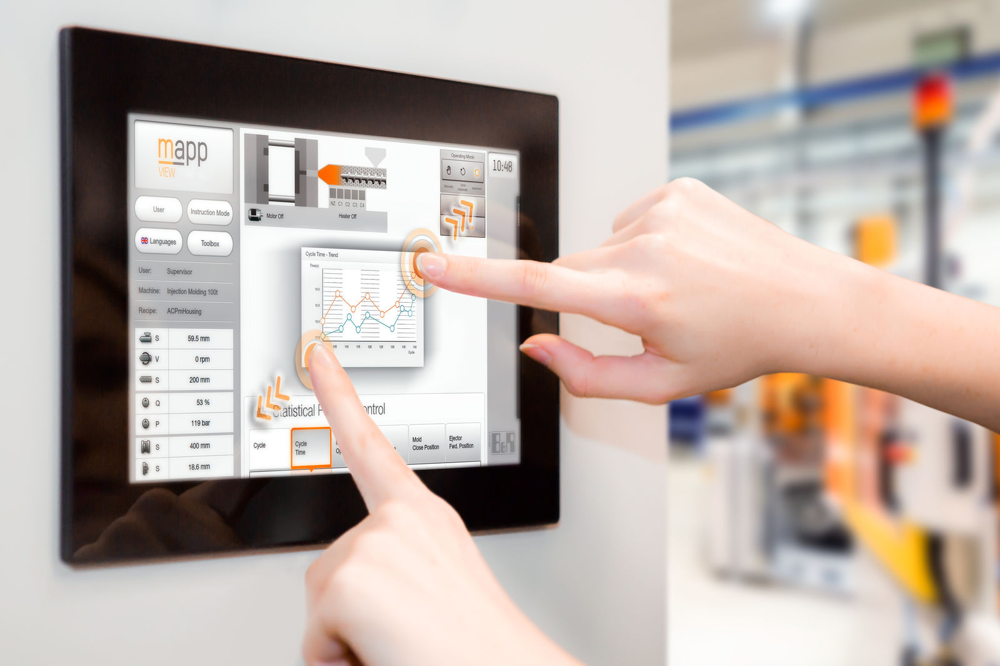 mapp
VIEW
User
Instruction Mode
Languages
Toolbox
User: Supervisor
Machine: Injection Molding 100t
Recipe: ACPmHousing
S 59.5 mm
V 0 rpm
S 200 mm
Q 53 %
P 119 bar
S 400 mm
S 18.6 mm
NZ C1 C2 C3 C4
Motor Off
Heater Off
Operating Mode
Manually
Semi
Automatic
Automatic
10:48
Cycle Time - Trend
Time(s)
19.0
18.5
18.0
17.5
105 110 115 120 125 130 135 140
Cycle
Statistical
Cycle
Cycle
Time
Mold
Close Position
Ejector
Fwd. Position
B&R